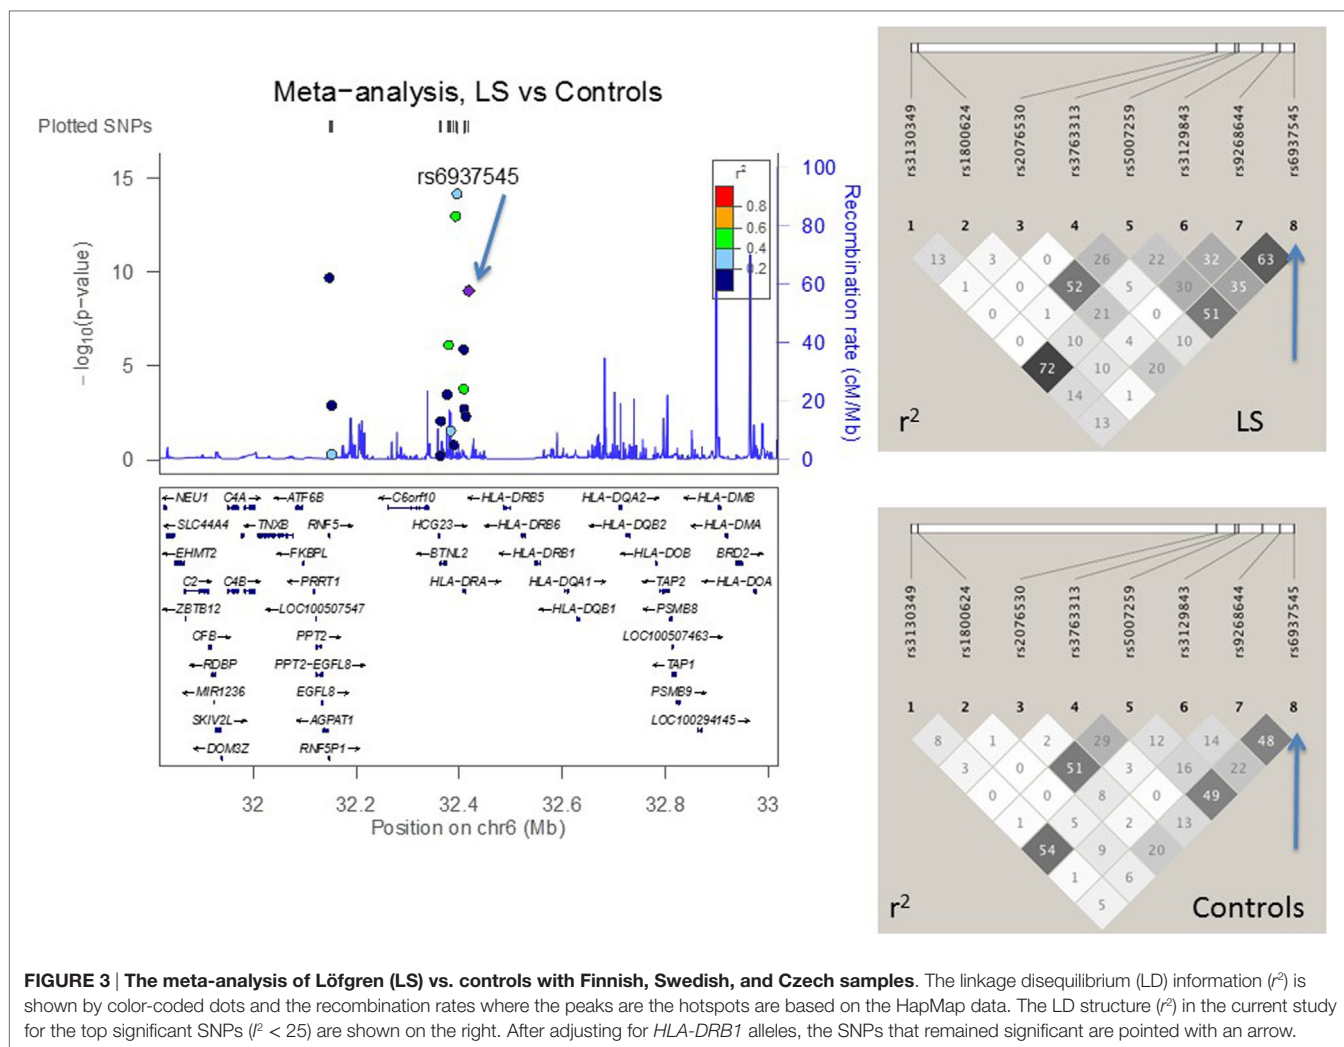 Meta−analysis, LS vs Controls
Plotted SNPs
rs6937545
15
10
5
0
− log10(p−value)
r²
0.8
0.6
0.4
0.2
100
80
60
40
20
0
Recombination rate (cM/Mb)
←NEU1 C4A→ ←ATF6B ←C6orf10 ←HLA−DRB5 HLA−DQA2→ ←HLA−DMB
←SLC44A4 ←TNXB RNF5→ HCG23→ ←HLA−DRB6 ←HLA−DQB2 ←HLA−DMA
←EHMT2 ←FKBPL ←BTNL2 ←HLA−DRB1 ←HLA−DOB BRD2→
C2→ C4B→ ←PRRT1 HLA−DRA→ HLA−DQA1→ ←TAP2 ←HLA−DOA
←ZBTB12 ←LOC100507547 ←HLA−DQB1 ←PSMB8
CFB→ PPT2→ LOC100507463→
←RDBP PPT2−EGFL8→ ←TAP1
←MIR1236 EGFL8→ PSMB9→
SKIV2L→ ←AGPAT1 LOC100294145→
←DOM3Z RNF5P1→
32 32.2 32.4 32.6 32.8 33
Position on chr6 (Mb)
rs3130349 rs1800624 rs2076530 rs3763313 rs5007259 rs3129843 rs9268644 rs6937545
1 2 3 4 5 6 7 8
13 3 0 26 22 32 63
1 0 52 5 30 35
0 1 21 0 51
0 10 4 10
72 10 20
14 1
13
r²
LS
rs3130349 rs1800624 rs2076530 rs3763313 rs5007259 rs3129843 rs9268644 rs6937545
1 2 3 4 5 6 7 8
8 1 2 29 12 14 48
3 0 51 3 16 22
0 0 8 0 49
1 5 2 13
54 9 20
1 6
5
r²
Controls
FIGURE 3 | The meta-analysis of Löfgren (LS) vs. controls with Finnish, Swedish, and Czech samples. The linkage disequilibrium (LD) information (r²) is
shown by color-coded dots and the recombination rates where the peaks are the hotspots are based on the HapMap data. The LD structure (r²) in the current study
for the top significant SNPs (I² < 25) are shown on the right. After adjusting for HLA-DRB1 alleles, the SNPs that remained significant are pointed with an arrow.